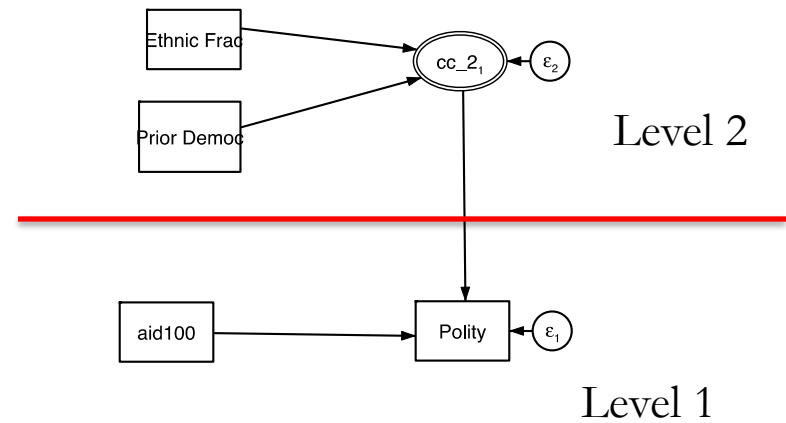 Ethnic Frac
cc_2₁
ε₂
Prior Democ
Level 2
aid100
Polity
ε₁
Level 1